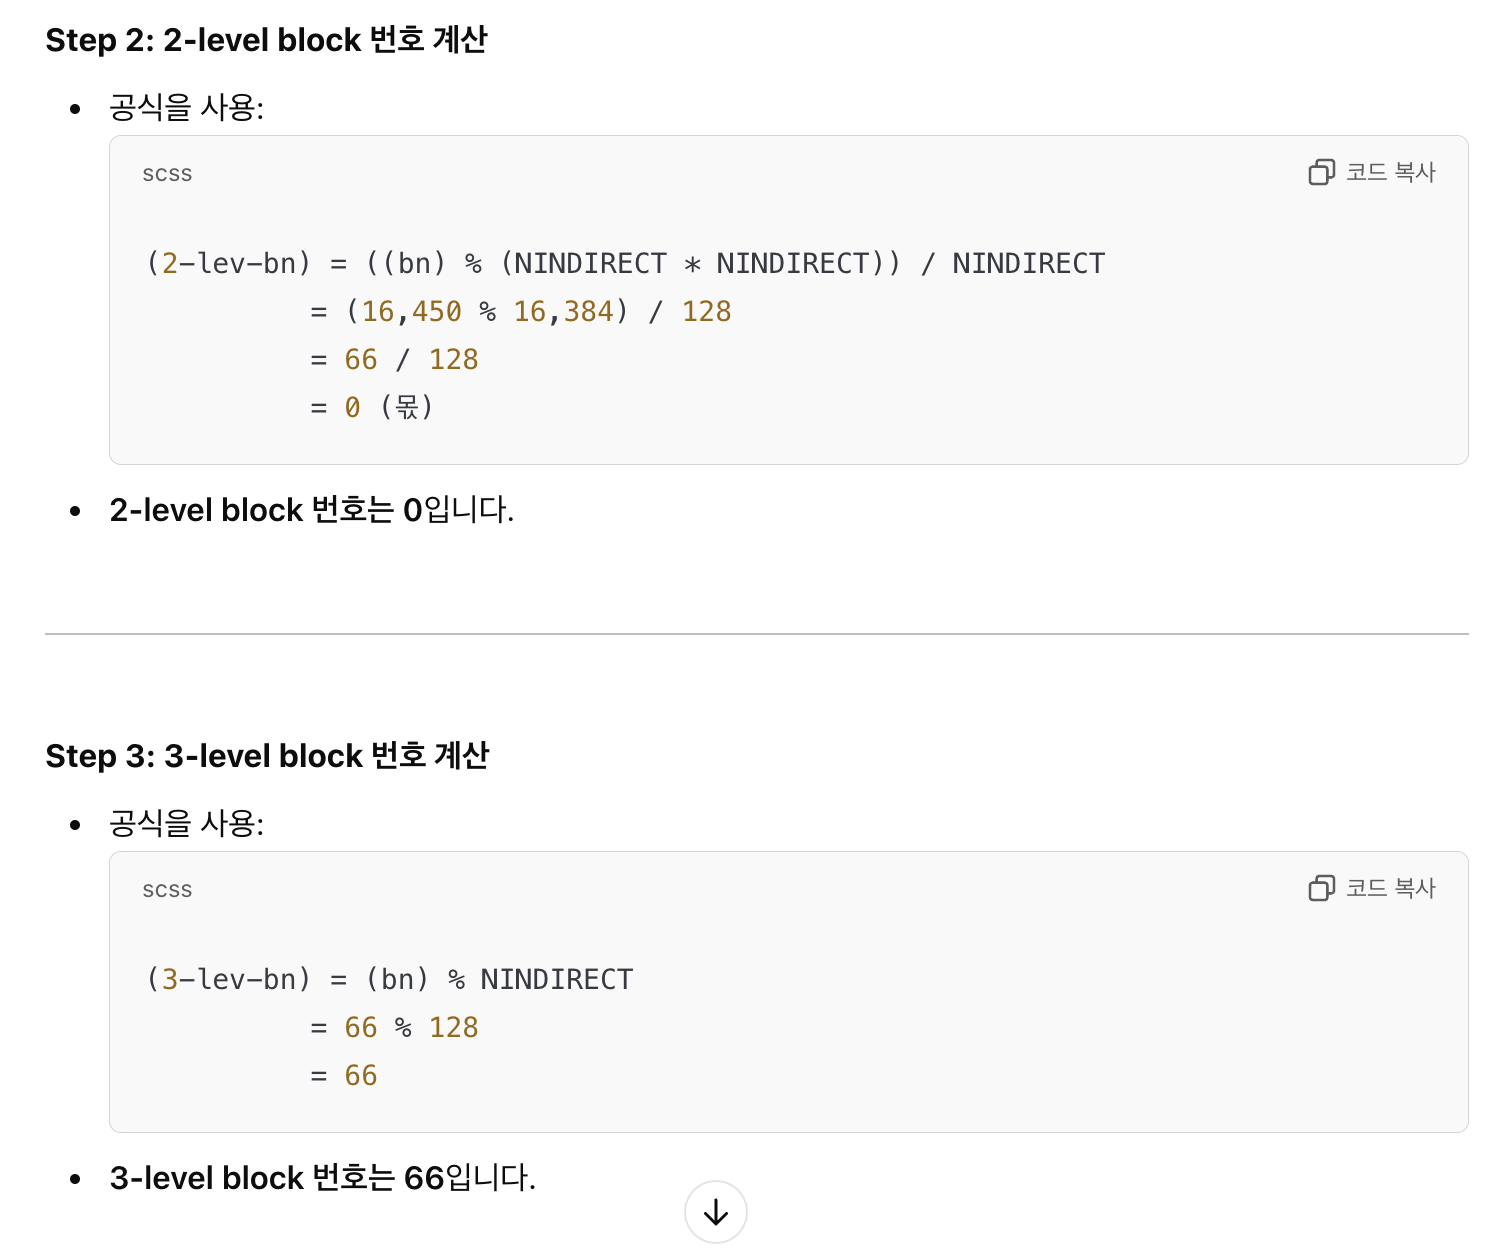 Step 2: 2-level block 번호 계산
• 공식을 사용:
scss
코드 복사
(2-lev-bn) = ((bn) % (NINDIRECT * NINDIRECT)) / NINDIRECT
= (16,450 % 16,384) / 128
= 66 / 128
= 0 (몫)
• 2-level block 번호는 0입니다.
Step 3: 3-level block 번호 계산
• 공식을 사용:
scss
코드 복사
(3-lev-bn) = (bn) % NINDIRECT
= 66 % 128
= 66
• 3-level block 번호는 66입니다.